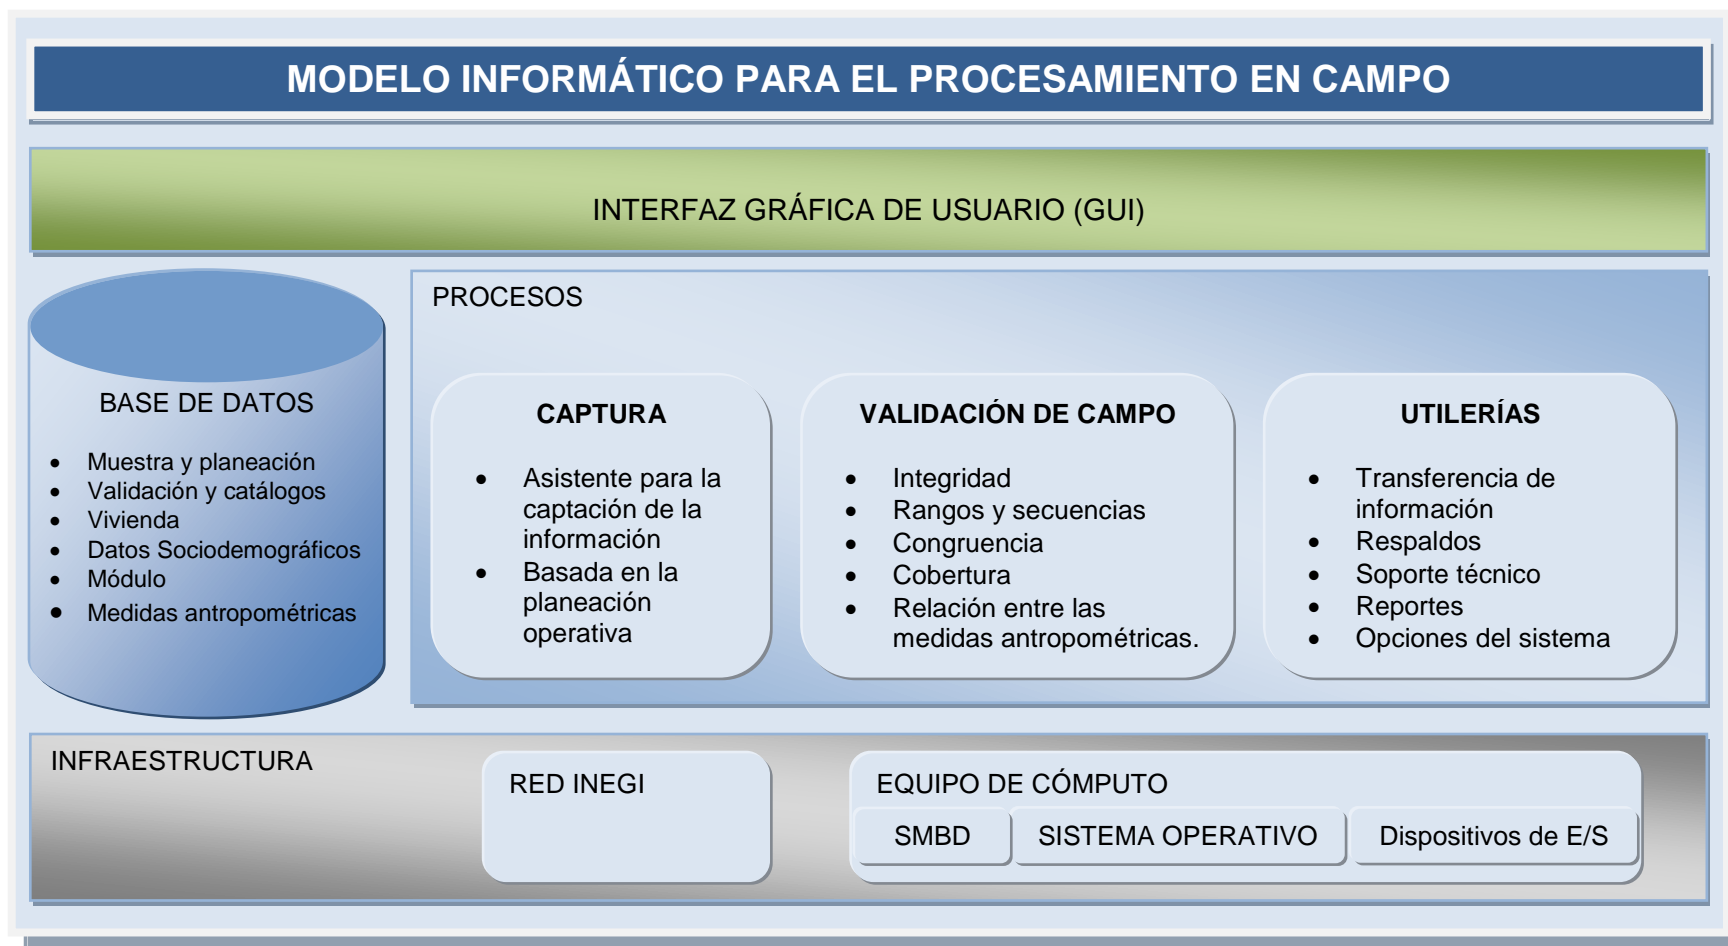 MODELO INFORMÁTICO PARA EL PROCESAMIENTO EN CAMPO
INTERFAZ GRÁFICA DE USUARIO (GUI)
BASE DE DATOS
• Muestra y planeación
• Validación y catálogos
• Vivienda
• Datos Sociodemográficos
• Módulo
• Medidas antropométricas
PROCESOS
CAPTURA
• Asistente para la
captación de la
información
• Basada en la
planeación
operativa
VALIDACIÓN DE CAMPO
• Integridad
• Rangos y secuencias
• Congruencia
• Cobertura
• Relación entre las
medidas antropométricas.
UTILERÍAS
• Transferencia de
información
• Respaldos
• Soporte técnico
• Reportes
• Opciones del sistema
INFRAESTRUCTURA
RED INEGI
EQUIPO DE CÓMPUTO
SMBD
SISTEMA OPERATIVO
Dispositivos de E/S